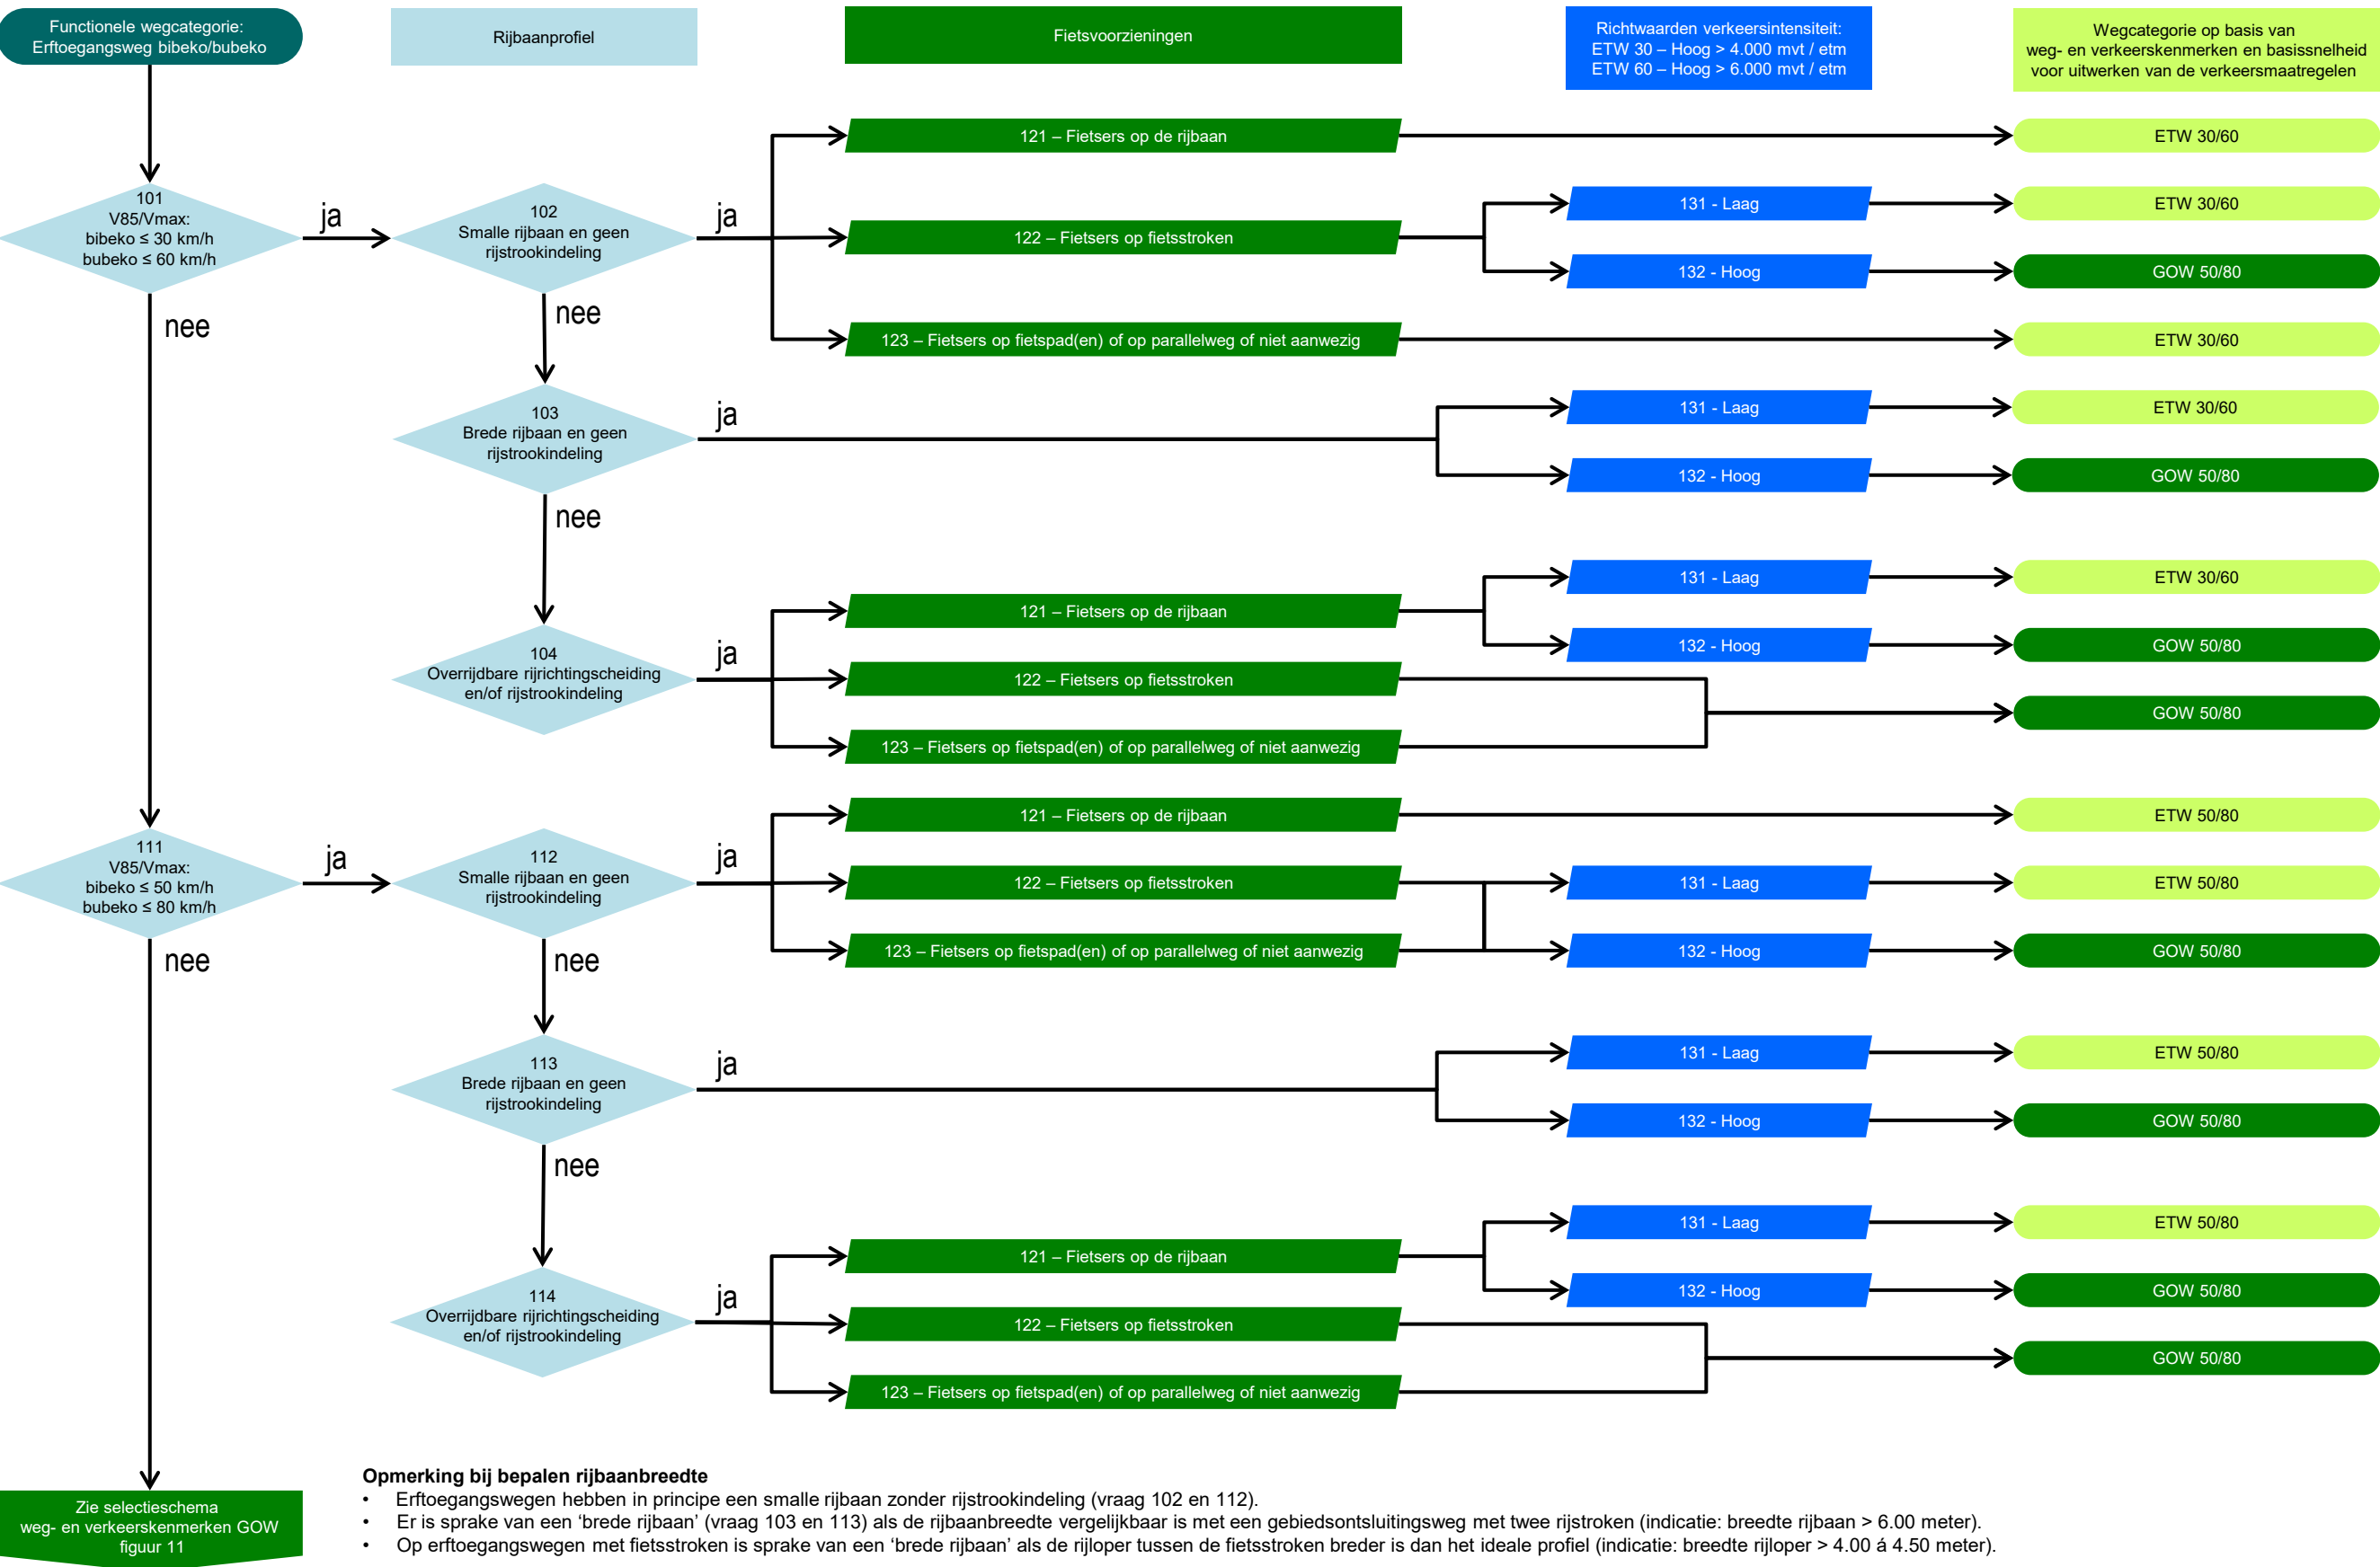 Functionele wegcategorie:
Erftoegangsweg bibeko/bubeko
Rijbaanprofiel
Fietsvoorzieningen
Richtwaarden verkeersintensiteit:
ETW 30 – Hoog > 4.000 mvt / etm
ETW 60 – Hoog > 6.000 mvt / etm
Wegcategorie op basis van
weg- en verkeerskenmerken en basissnelheid
voor uitwerken van de verkeersmaatregelen
121 – Fietsers op de rijbaan
ETW 30/60
101
V85/Vmax:
bibeko ≤ 30 km/h
bubeko ≤ 60 km/h
ja
102
Smalle rijbaan en geen
rijstrookindeling
ja
122 – Fietsers op fietsstroken
131 - Laag
ETW 30/60
132 - Hoog
GOW 50/80
nee
nee
123 – Fietsers op fietspad(en) of op parallelweg of niet aanwezig
ETW 30/60
103
Brede rijbaan en geen
rijstrookindeling
ja
131 - Laag
ETW 30/60
132 - Hoog
GOW 50/80
nee
104
Overrijdbare rijrichtingscheiding
en/of rijstrookindeling
ja
121 – Fietsers op de rijbaan
131 - Laag
ETW 30/60
132 - Hoog
GOW 50/80
122 – Fietsers op fietsstroken
GOW 50/80
123 – Fietsers op fietspad(en) of op parallelweg of niet aanwezig
121 – Fietsers op de rijbaan
ETW 50/80
111
V85/Vmax:
bibeko ≤ 50 km/h
bubeko ≤ 80 km/h
ja
112
Smalle rijbaan en geen
rijstrookindeling
ja
122 – Fietsers op fietsstroken
131 - Laag
ETW 50/80
123 – Fietsers op fietspad(en) of op parallelweg of niet aanwezig
132 - Hoog
GOW 50/80
nee
nee
113
Brede rijbaan en geen
rijstrookindeling
ja
131 - Laag
ETW 50/80
132 - Hoog
GOW 50/80
nee
114
Overrijdbare rijrichtingscheiding
en/of rijstrookindeling
ja
121 – Fietsers op de rijbaan
131 - Laag
ETW 50/80
132 - Hoog
GOW 50/80
122 – Fietsers op fietsstroken
GOW 50/80
123 – Fietsers op fietspad(en) of op parallelweg of niet aanwezig
Zie selectieschema
weg- en verkeerskenmerken GOW
figuur 11
Opmerking bij bepalen rijbaanbreedte
• Erftoegangswegen hebben in principe een smalle rijbaan zonder rijstrookindeling (vraag 102 en 112).
• Er is sprake van een ‘brede rijbaan’ (vraag 103 en 113) als de rijbaanbreedte vergelijkbaar is met een gebiedsontsluitingsweg met twee rijstroken (indicatie: breedte rijbaan > 6.00 meter).
• Op erftoegangswegen met fietsstroken is sprake van een ‘brede rijbaan’ als de rijloper tussen de fietsstroken breder is dan het ideale profiel (indicatie: breedte rijloper > 4.00 á 4.50 meter).